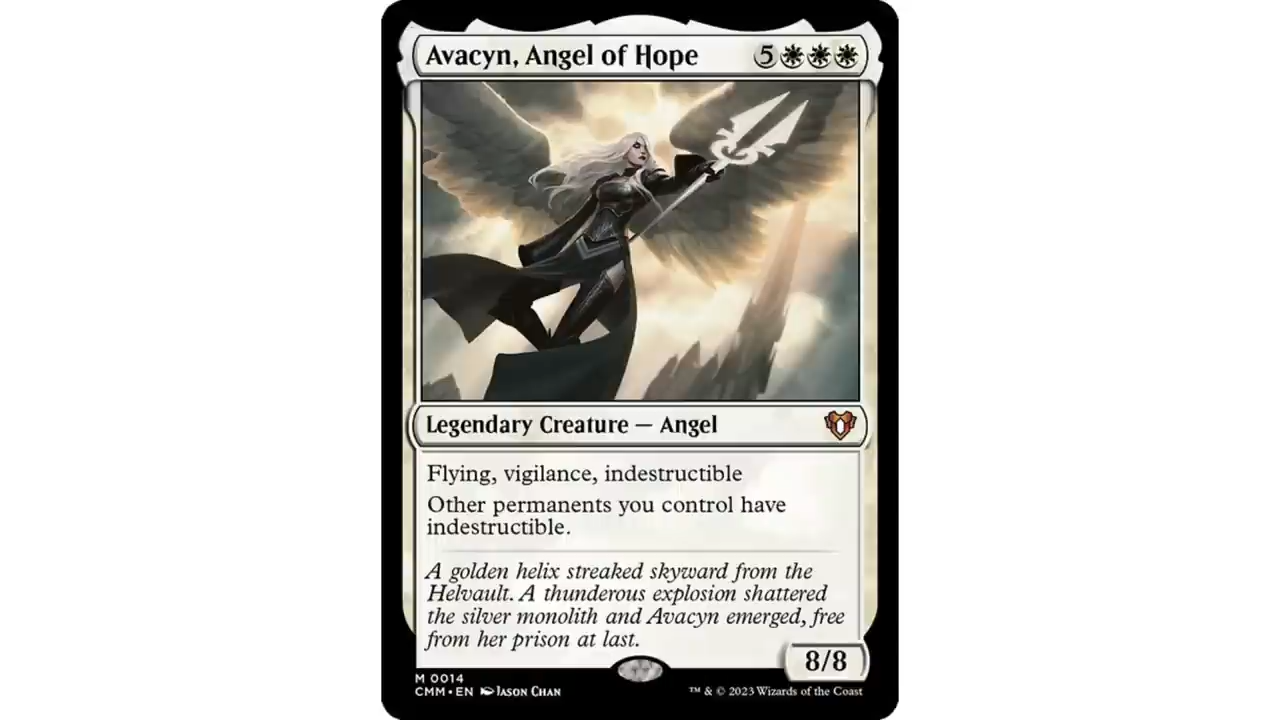 Avacyn, Angel of Hope 5
Legendary Creature — Angel
Flying, vigilance, indestructible
Other permanents you control have
indestructible.
A golden helix streaked skyward from the
Helvault. A thunderous explosion shattered
the silver monolith and Avacyn emerged, free
from her prison at last.
8/8
M 0014
CMM • EN Jason Chan
™ & © 2023 Wizards of the Coast